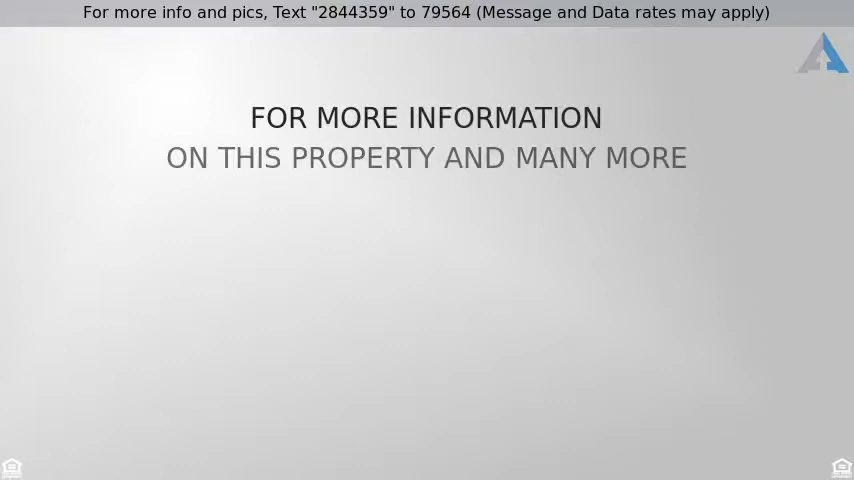 For more info and pics, Text "2844359" to 79564 (Message and Data rates may apply)
FOR MORE INFORMATION
ON THIS PROPERTY AND MANY MORE